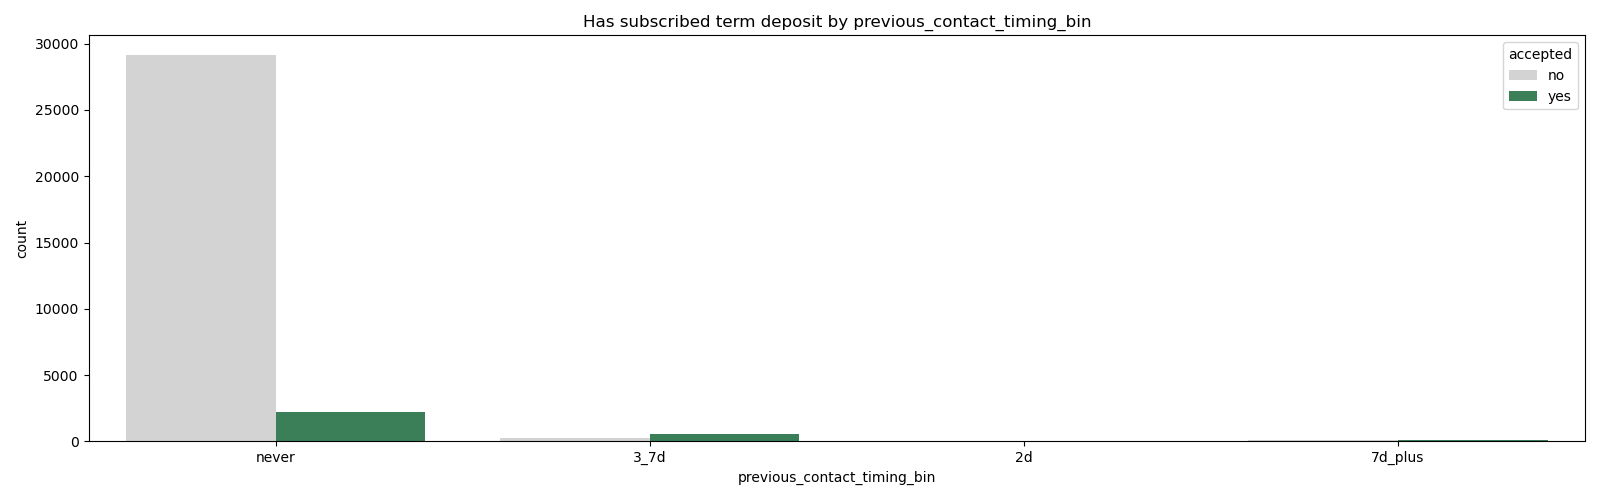 Has subscribed term deposit by previous_contact_timing_bin
accepted
no
yes
30000
25000
20000
15000
10000
5000
0
count
never
3_7d
2d
7d_plus
previous_contact_timing_bin